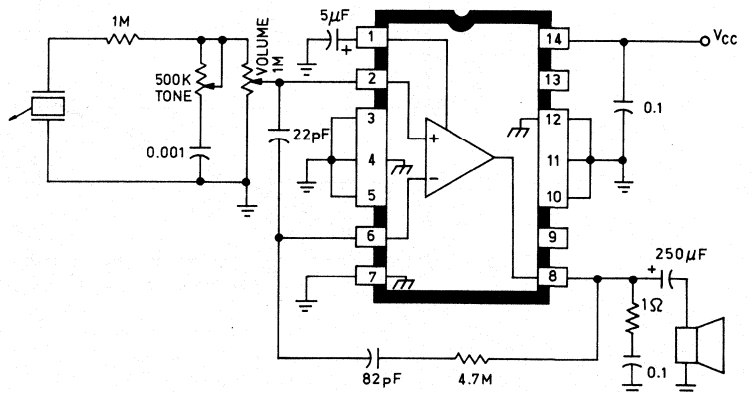 1M
500K
TONE
0.001
VOLUME
1M
22pF
5µF
+
1
2
3
4
5
6
7
+
−
14
13
12
11
10
9
8
VCC
0.1
+
250µF
1Ω
0.1
82pF
4.7M